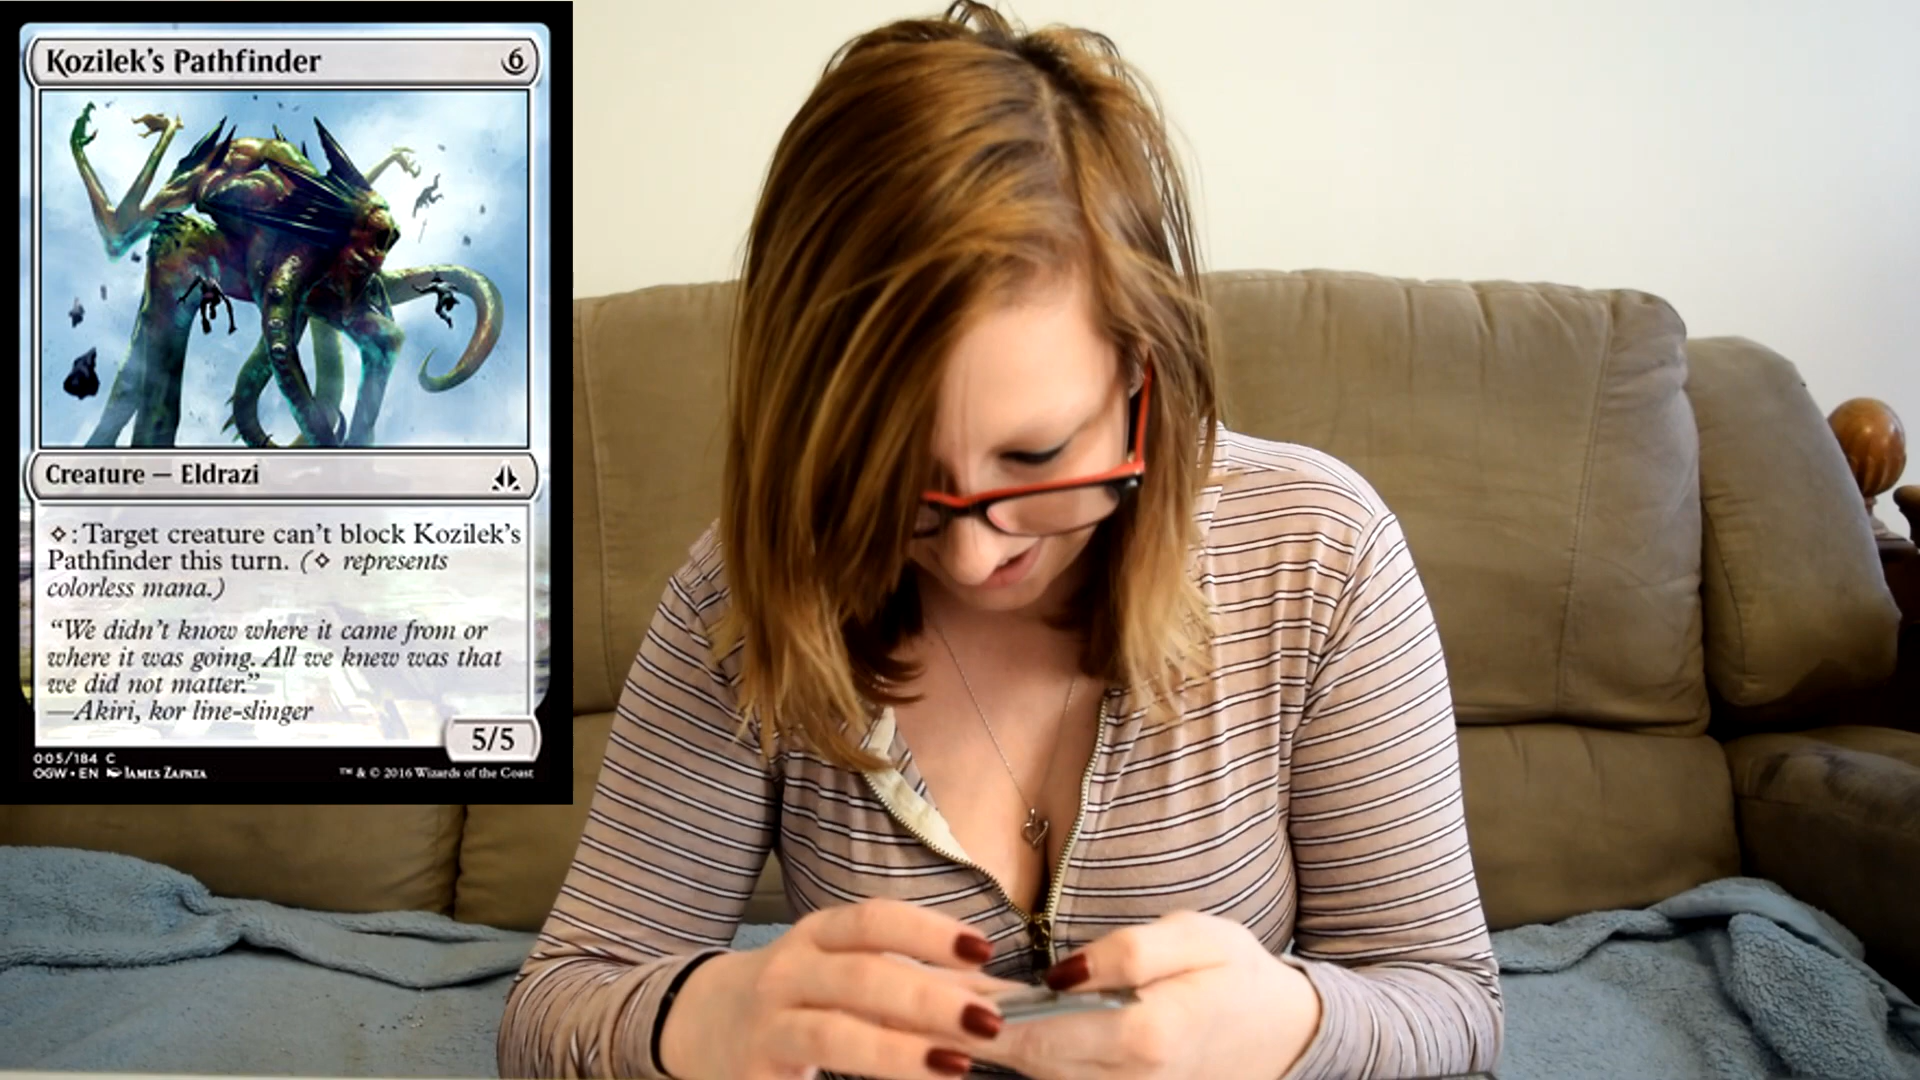 Kozilek's Pathfinder 6
Creature — Eldrazi
: Target creature can't block Kozilek's
Pathfinder this turn. ( represents
colorless mana.)
"We didn't know where it came from or
where it was going. All we knew was that
we did not matter."
—Akiri, kor line-slinger
5/5
005/184 C
OGW • EN James Zapata
™ & © 2016 Wizards of the Coast